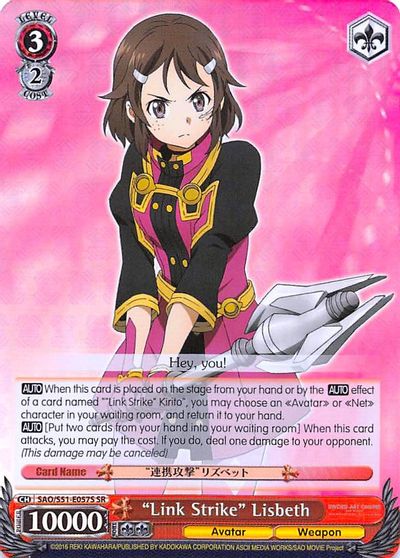 LEVEL
3
2
COST
Hey, you!
AUTO When this card is placed on the stage from your hand or by the AUTO effect
of a card named ""Link Strike" Kirito", you may choose an «Avatar» or «Net»
character in your waiting room, and return it to your hand.
AUTO [Put two cards from your hand into your waiting room] When this card
attacks, you may pay the cost. If you do, deal one damage to your opponent.
(This damage may be canceled)
Card Name
"連携攻撃"リズベット
CH SAO/S51-E057S SR
POWER
10000
"Link Strike" Lisbeth
SWORD ART ONLINE
Avatar
Weapon
©2016 REKI KAWAHARA/PUBLISHED BY KADOKAWA CORPORATION ASCII MEDIA WORKS/SAO MOVIE Project